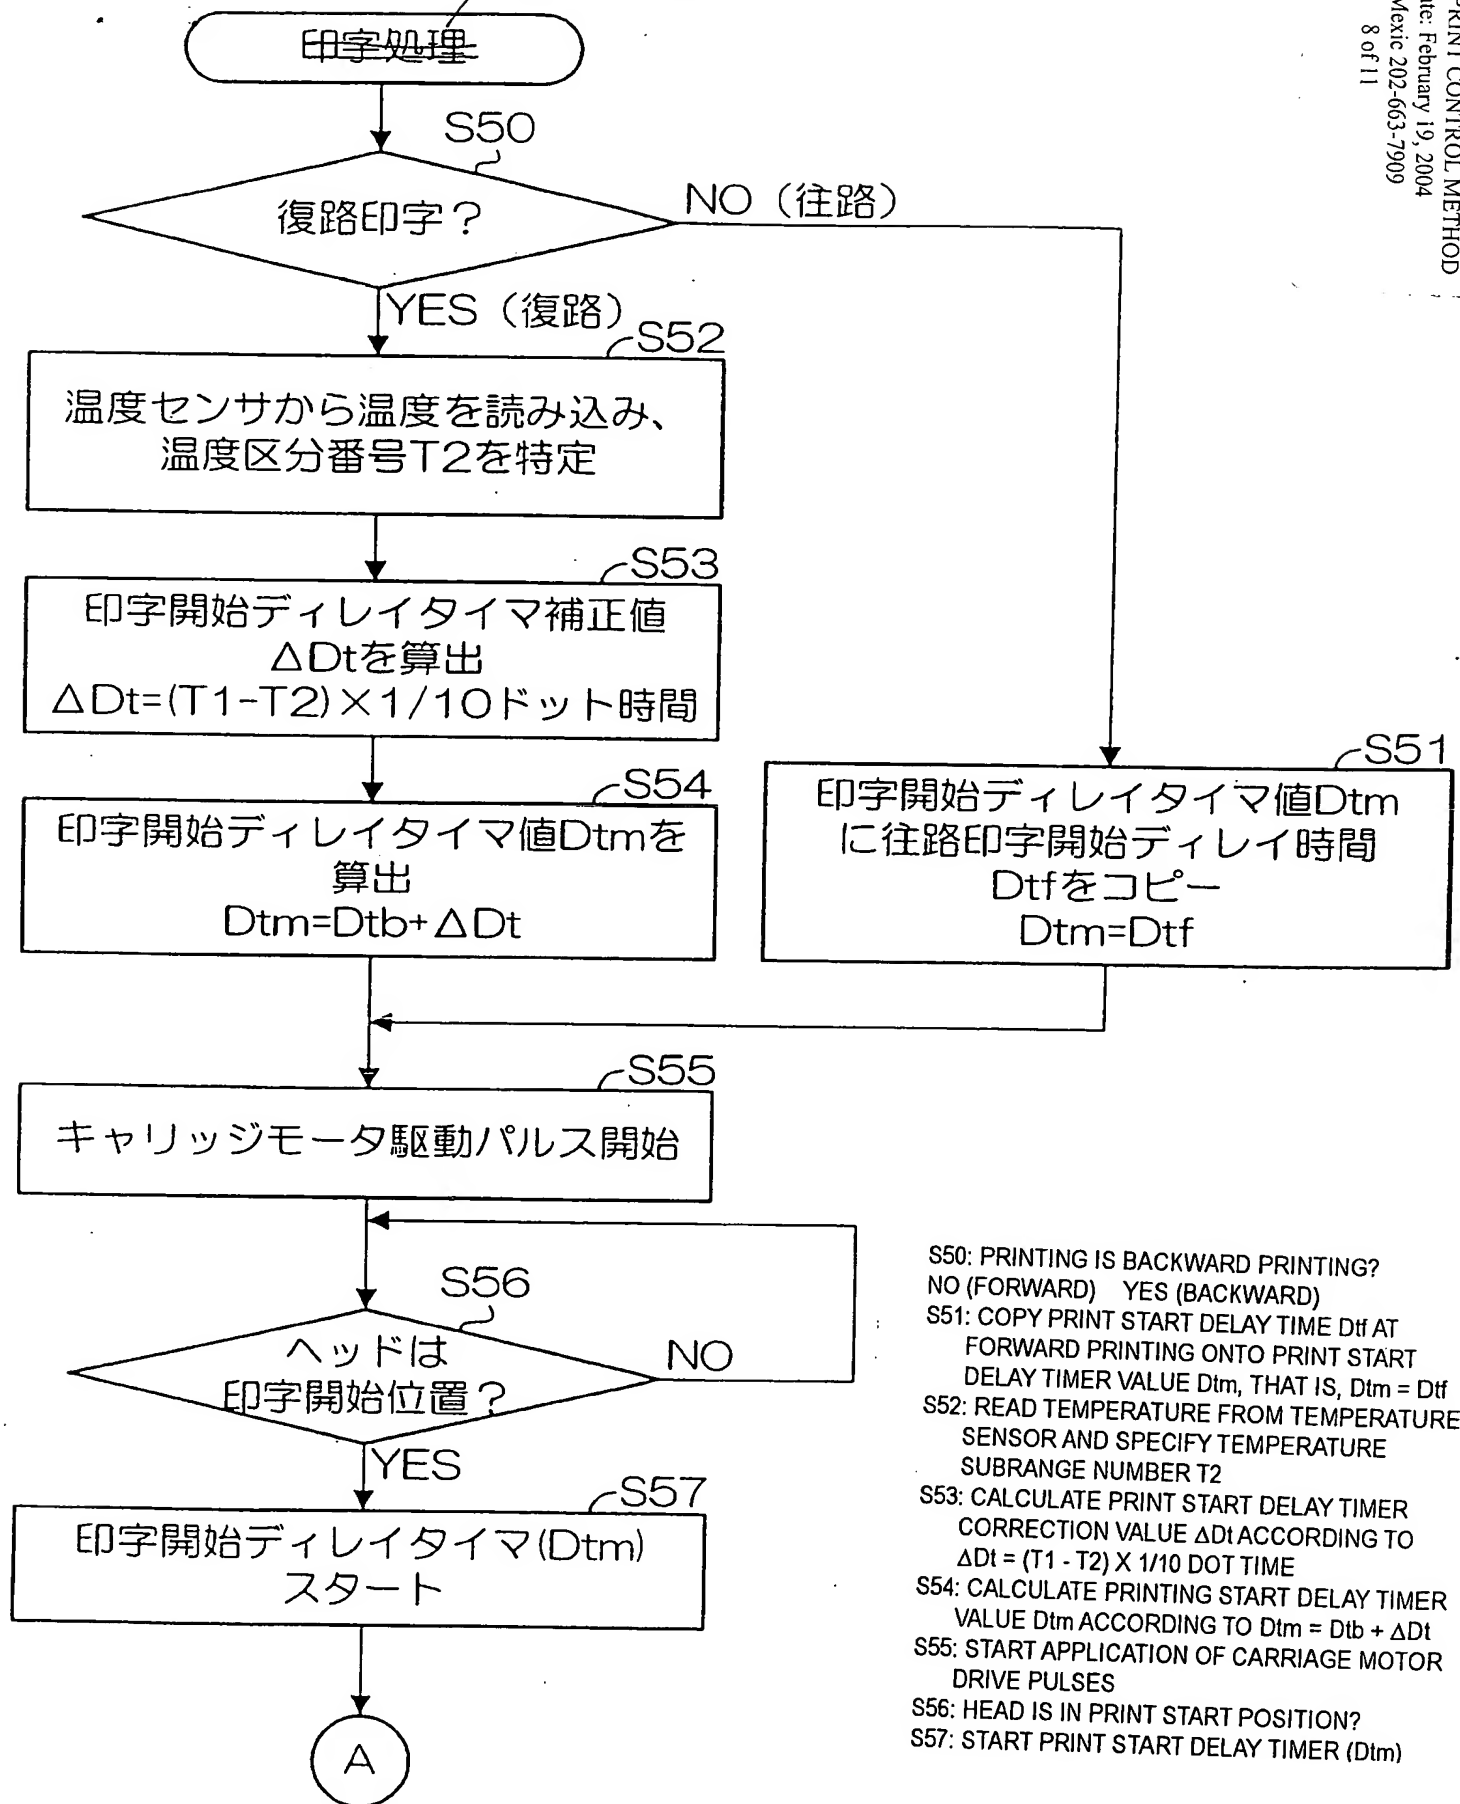 PRINT CONTROL METHOD
ate: February 19, 2004
Mexic 202-663-7909
8 of 11
印字処理
S50
復路印字？
NO（往路）
YES（復路）
S52
温度センサから温度を読み込み、
温度区分番号T2を特定
S53
印字開始ディレイタイマ補正値
△Dtを算出
△Dt=(T1-T2)×1/10ドット時間
S54
印字開始ディレイタイマ値Dtmを
算出
Dtm=Dtb+△Dt
S51
印字開始ディレイタイマ値Dtm
に往路印字開始ディレイ時間
Dtfをコピー
Dtm=Dtf
S55
キャリッジモータ駆動パルス開始
S56
ヘッドは
印字開始位置？
NO
YES
S57
印字開始ディレイタイマ(Dtm)
スタート
A
S50: PRINTING IS BACKWARD PRINTING?
NO (FORWARD) YES (BACKWARD)
S51: COPY PRINT START DELAY TIME Dtf AT
FORWARD PRINTING ONTO PRINT START
DELAY TIMER VALUE Dtm, THAT IS, Dtm = Dtf
S52: READ TEMPERATURE FROM TEMPERATURE
SENSOR AND SPECIFY TEMPERATURE
SUBRANGE NUMBER T2
S53: CALCULATE PRINT START DELAY TIMER
CORRECTION VALUE ΔDt ACCORDING TO
ΔDt = (T1 - T2) X 1/10 DOT TIME
S54: CALCULATE PRINTING START DELAY TIMER
VALUE Dtm ACCORDING TO Dtm = Dtb + ΔDt
S55: START APPLICATION OF CARRIAGE MOTOR
DRIVE PULSES
S56: HEAD IS IN PRINT START POSITION?
S57: START PRINT START DELAY TIMER (Dtm)